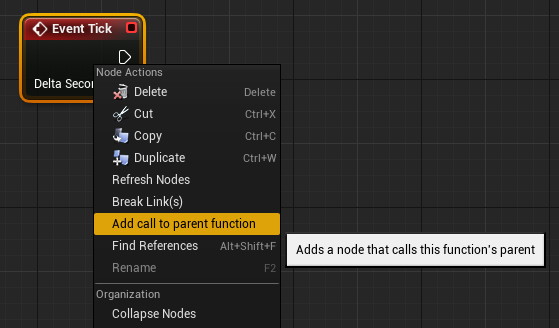 Event Tick
Delta Secon
Node Actions
Delete Delete
Cut Ctrl+X
Copy Ctrl+C
Duplicate Ctrl+W
Refresh Nodes
Break Link(s)
Add call to parent function
Find References Alt+Shift+F
Adds a node that calls this function's parent
Rename F2
Organization
Collapse Nodes